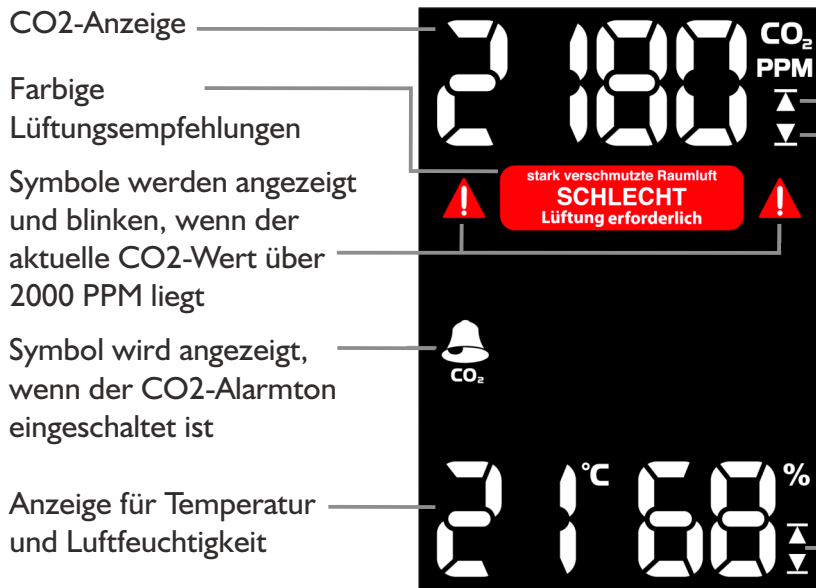 CO2-Anzeige
Farbige
Lüftungsempfehlungen
Symbole werden angezeigt
und blinken, wenn der
aktuelle CO2-Wert über
2000 PPM liegt
Symbol wird angezeigt,
wenn der CO2-Alarmton
eingeschaltet ist
Anzeige für Temperatur
und Luftfeuchtigkeit
2180 CO₂
PPM
stark verschmutzte Raumluft
SCHLECHT
Lüftung erforderlich
CO₂
21 °C 68 %